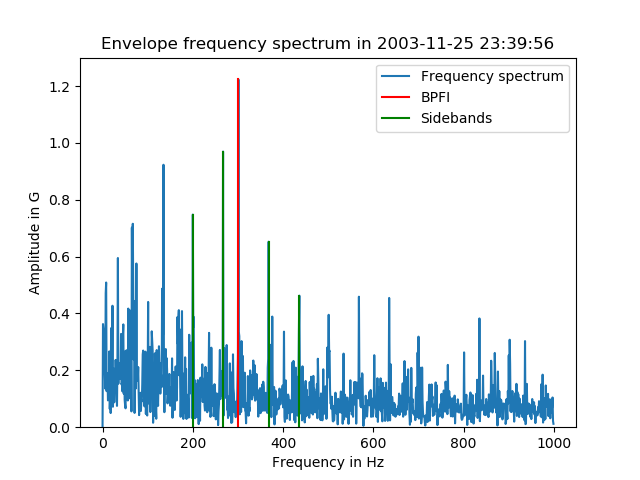 Envelope frequency spectrum in 2003-11-25 23:39:56
Frequency spectrum
BPFI
Sidebands
Amplitude in G
1.2
1.0
0.8
0.6
0.4
0.2
0.0
0 200 400 600 800 1000
Frequency in Hz